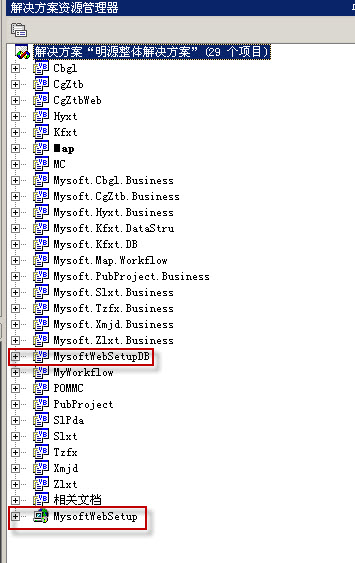 解决方案资源管理器
解决方案“明源整体解决方案”(29 个项目)
Cbgl
CgZtb
CgZtbWeb
Hyxt
Kfxt
Map
MC
Mysoft.Cbgl.Business
Mysoft.CgZtb.Business
Mysoft.Hyxt.Business
Mysoft.Kfxt.DataStru
Mysoft.Kfxt.DB
Mysoft.Map.Workflow
Mysoft.PubProject.Business
Mysoft.Slxt.Business
Mysoft.Tzfx.Business
Mysoft.Xmjd.Business
Mysoft.Zlxt.Business
MysoftWebSetupDB
MyWorkflow
POMMC
PubProject
SlPda
Slxt
Tzfx
Xmjd
Zlxt
相关文档
MysoftWebSetup